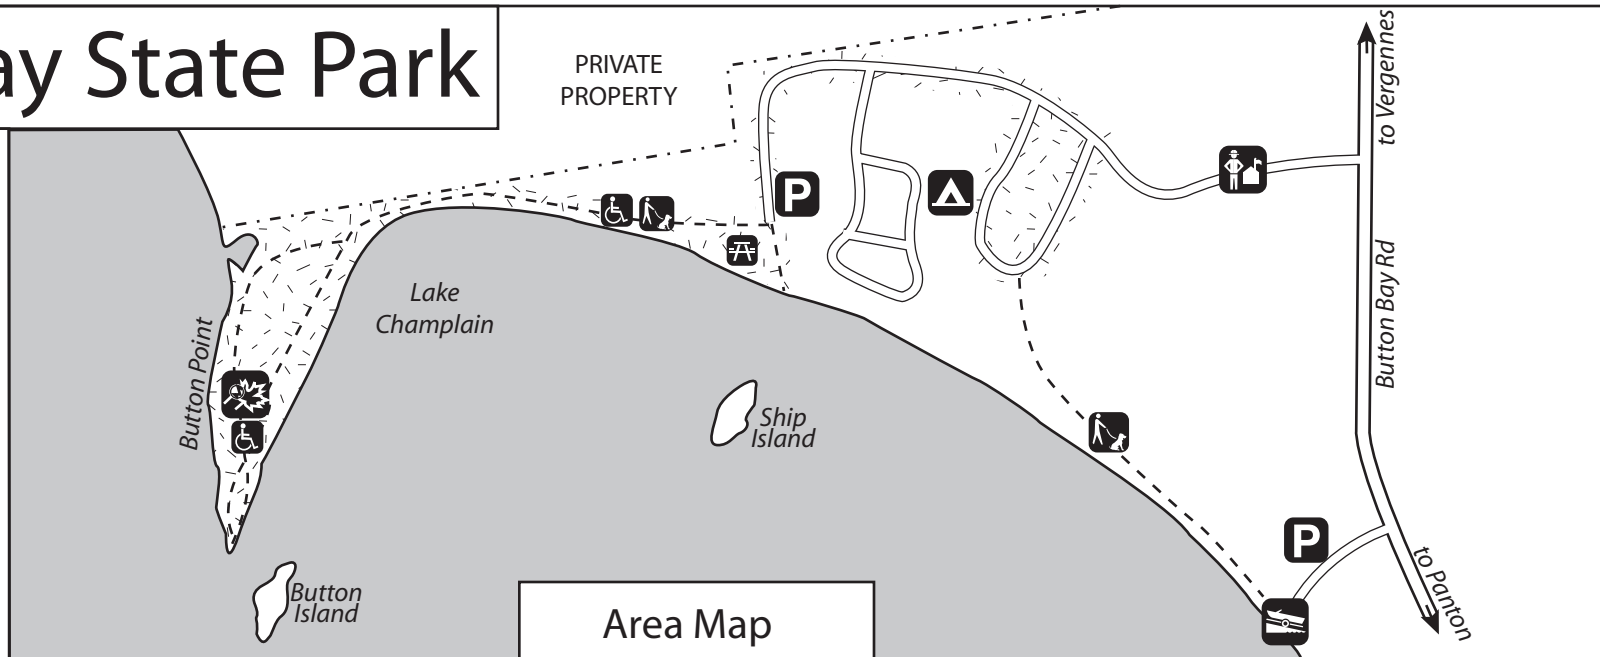 ay State Park
PRIVATE
PROPERTY
to Vergennes
P
Lake
Champlain
Button Bay Rd
Button Point
Ship
Island
P
to Panton
Button
Island
Area Map